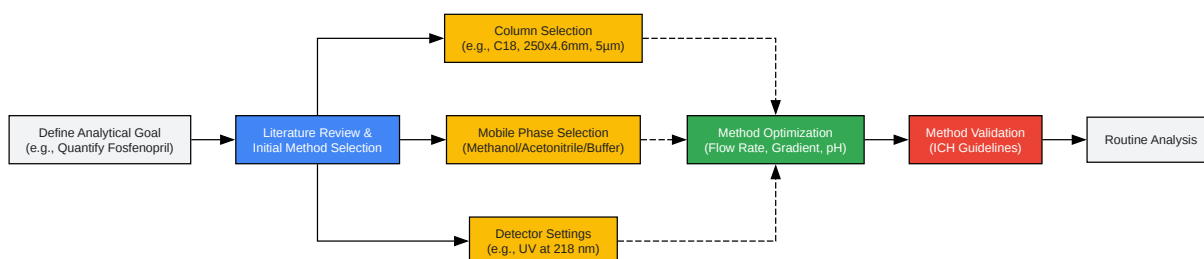 Column Selection
(e.g., C18, 250x4.6mm, 5µm)
Define Analytical Goal
(e.g., Quantify Fosfenopril)
Literature Review &
Initial Method Selection
Mobile Phase Selection
(Methanol/Acetonitrile/Buffer)
Method Optimization
(Flow Rate, Gradient, pH)
Method Validation
(ICH Guidelines)
Routine Analysis
Detector Settings
(e.g., UV at 218 nm)